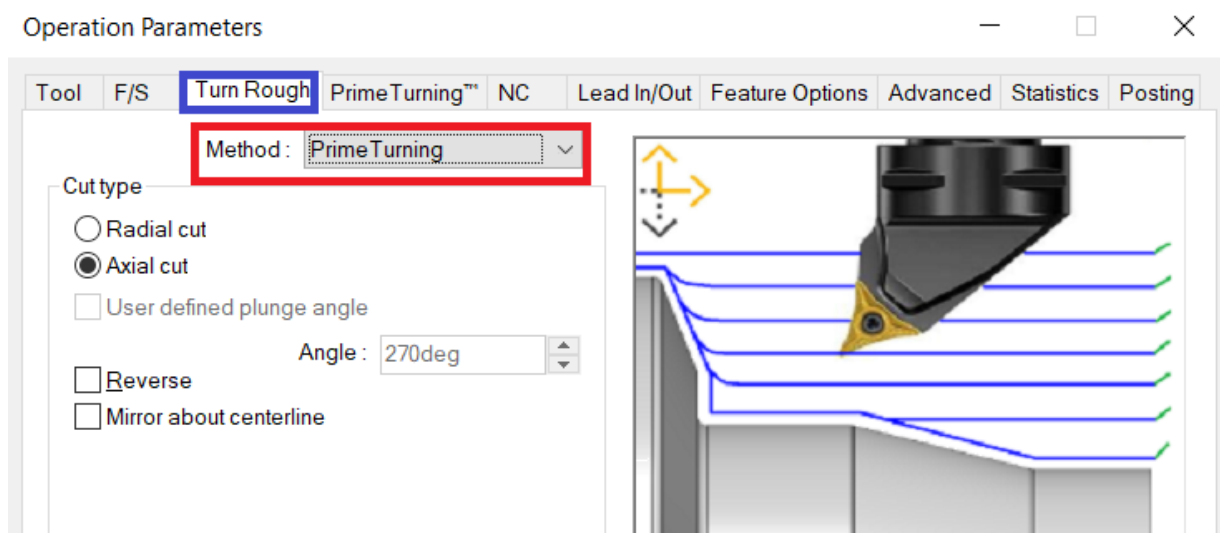 Operation Parameters
Tool F/S Turn Rough PrimeTurning™ NC Lead In/Out Feature Options Advanced Statistics Posting
Method : PrimeTurning
Cut type
Radial cut
Axial cut
User defined plunge angle
Angle : 270deg
Reverse
Mirror about centerline